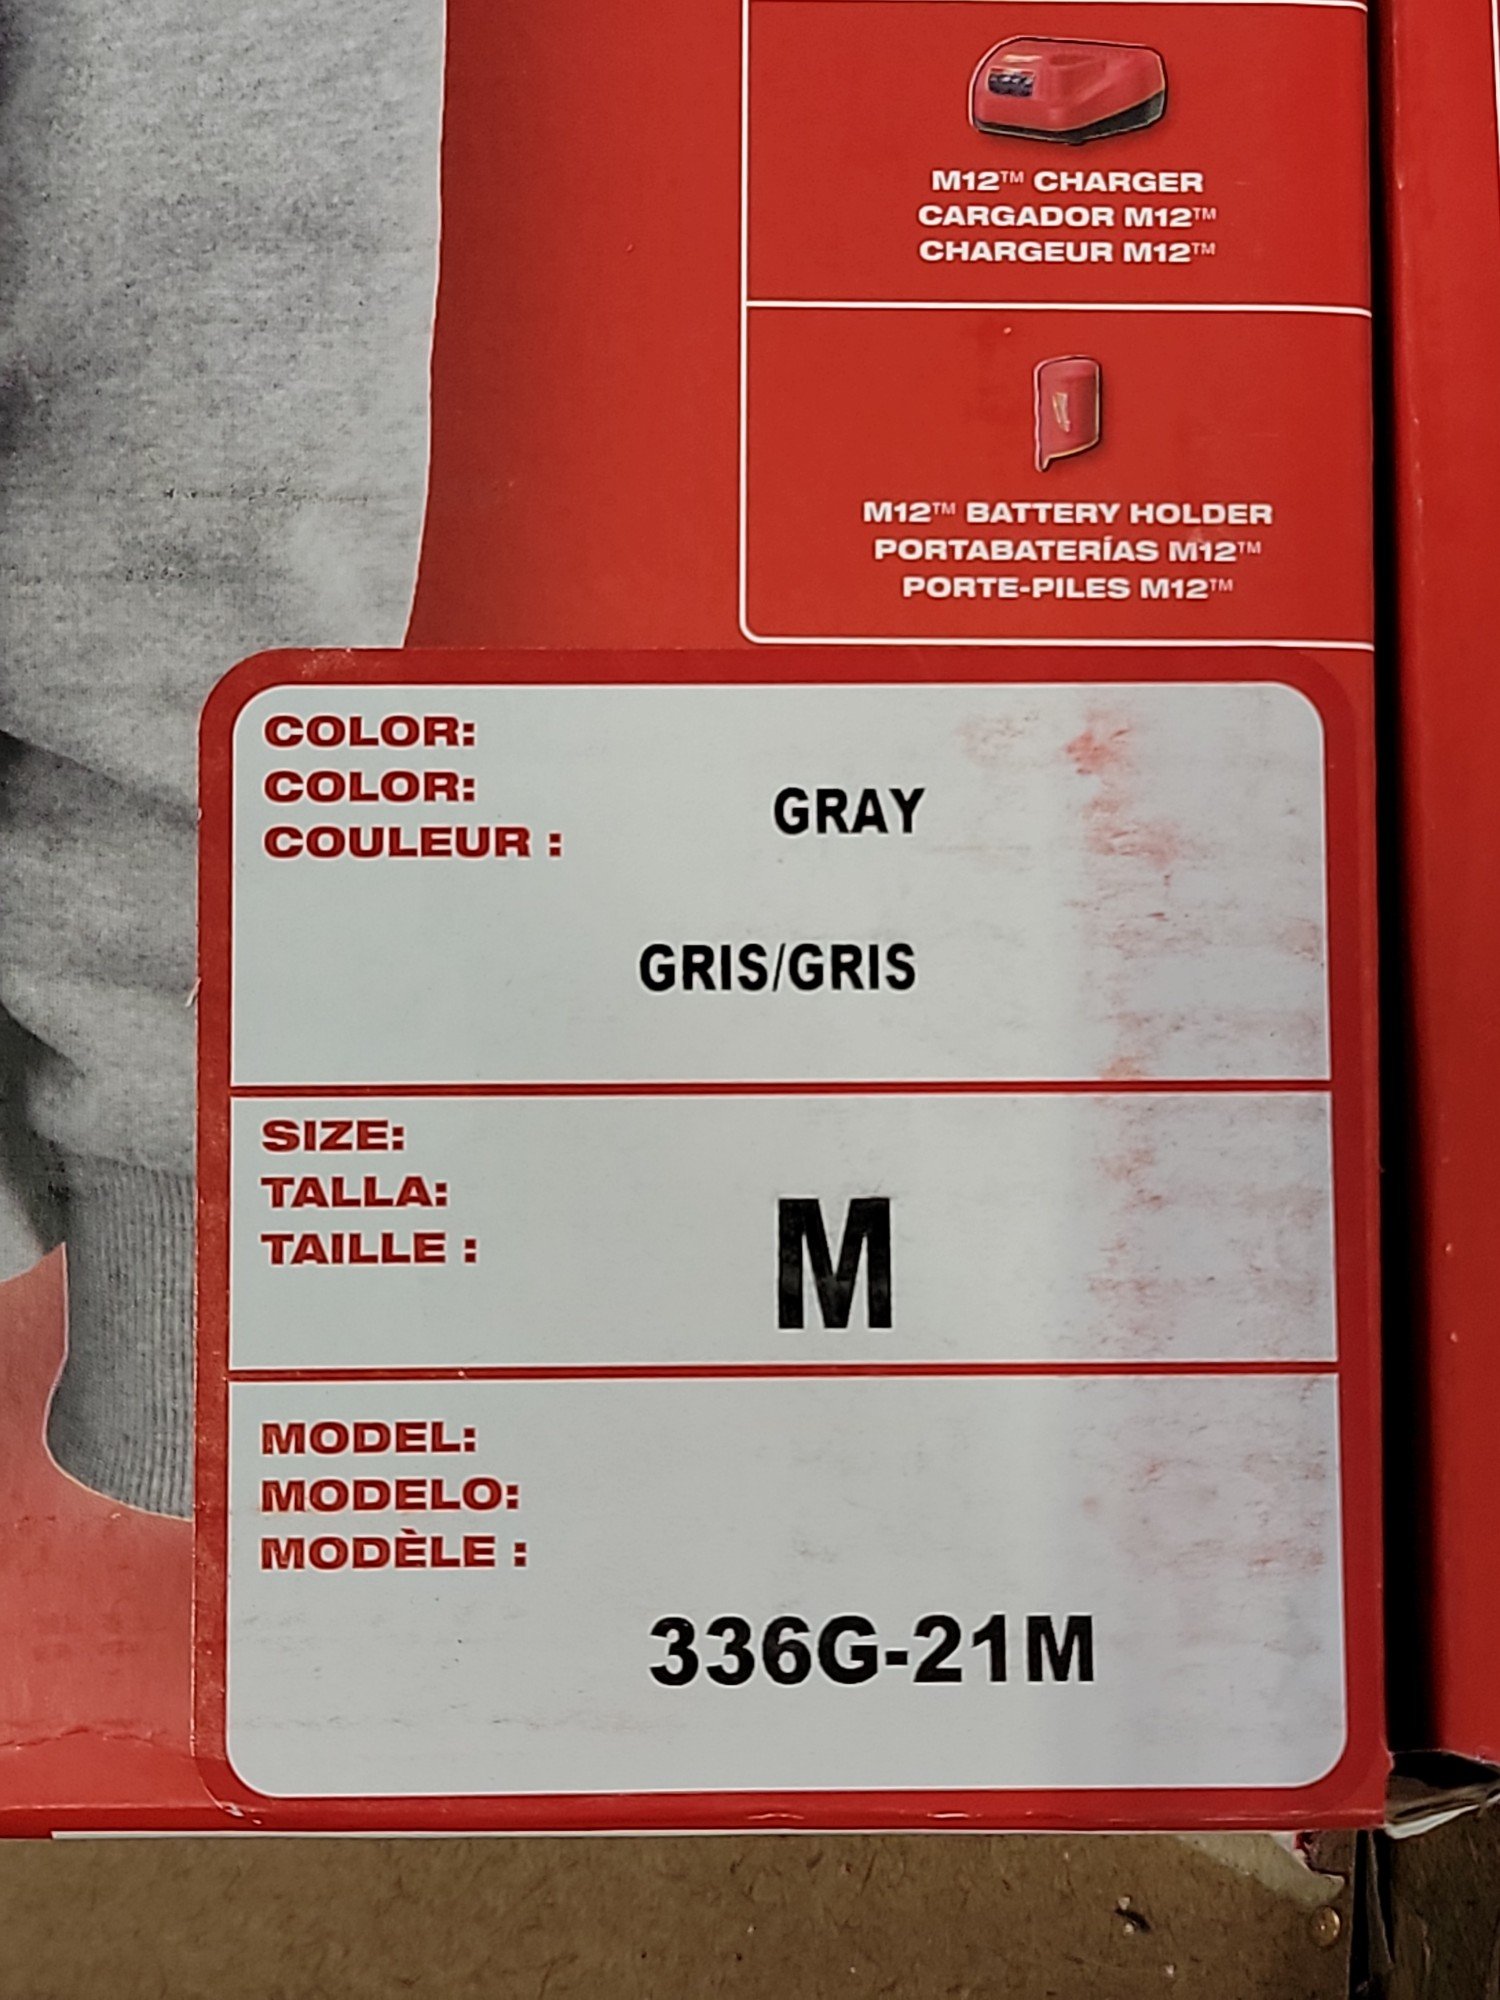 M12™ CHARGER
CARGADOR M12™
CHARGEUR M12™
M12™ BATTERY HOLDER
PORTABATERÍAS M12™
PORTE-PILES M12™
COLOR:
COLOR:
COULEUR :
GRAY
GRIS/GRIS
SIZE:
TALLA:
TAILLE :
M
MODEL:
MODELO:
MODÈLE :
336G-21M